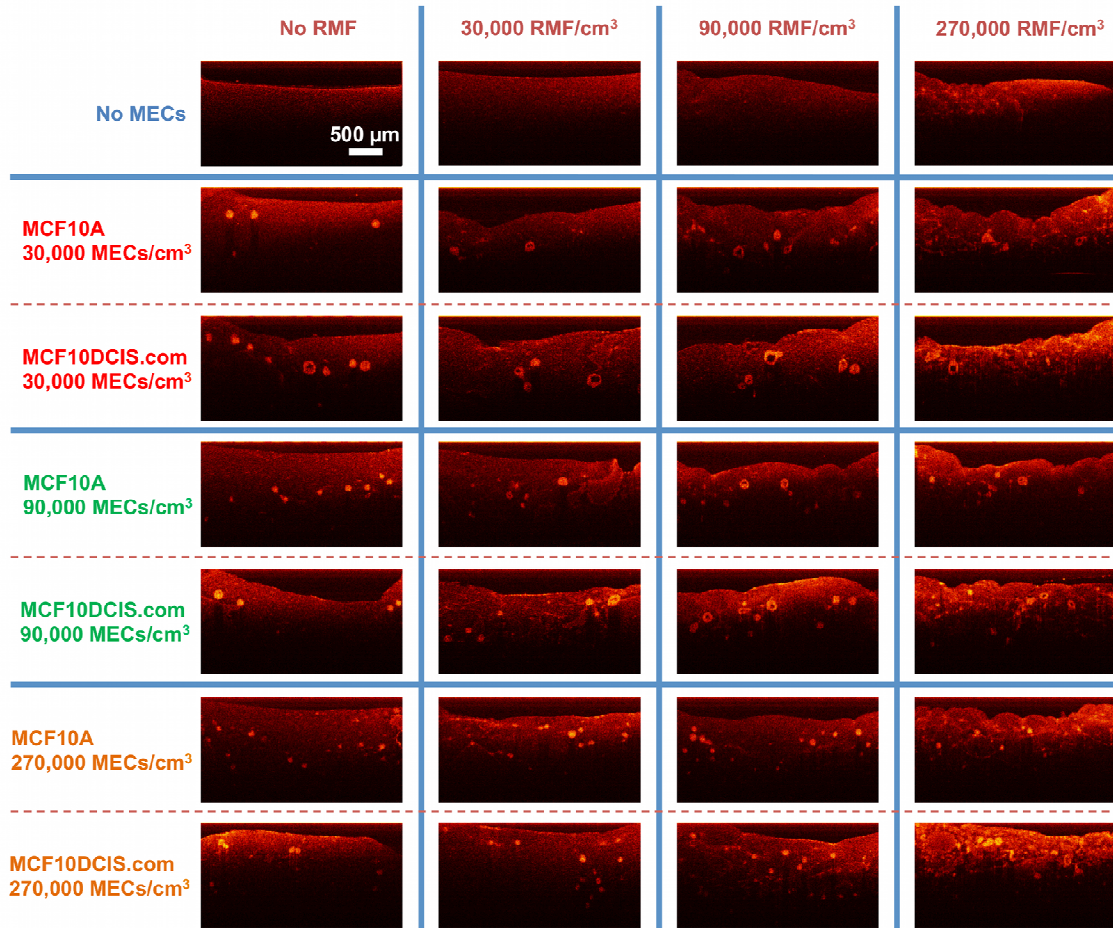 No RMF
30,000 RMF/cm³
90,000 RMF/cm³
270,000 RMF/cm³
No MECs
500 µm
MCF10A
30,000 MECs/cm³
MCF10DCIS.com
30,000 MECs/cm³
MCF10A
90,000 MECs/cm³
MCF10DCIS.com
90,000 MECs/cm³
MCF10A
270,000 MECs/cm³
MCF10DCIS.com
270,000 MECs/cm³